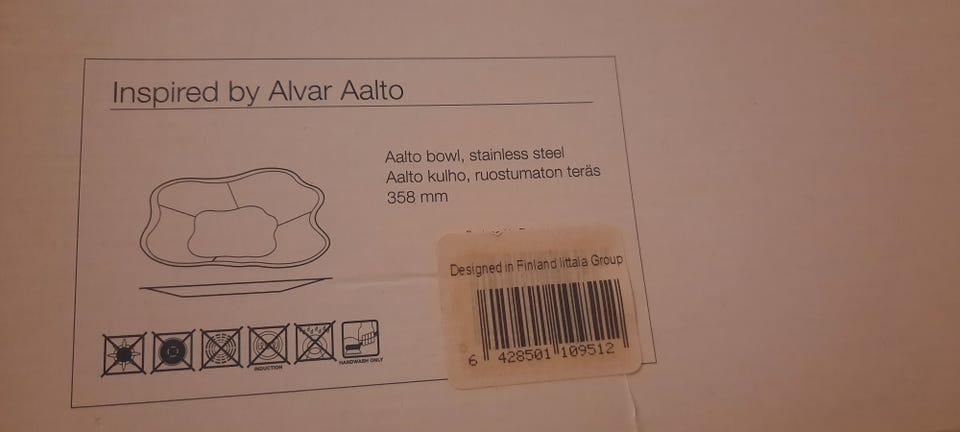 Inspired by Alvar Aalto
Aalto bowl, stainless steel
Aalto kulho, ruostumaton teräs
358 mm
Designed in Finland Iittala Group
6 428501 109512
INDUCTION
HANDWASH ONLY